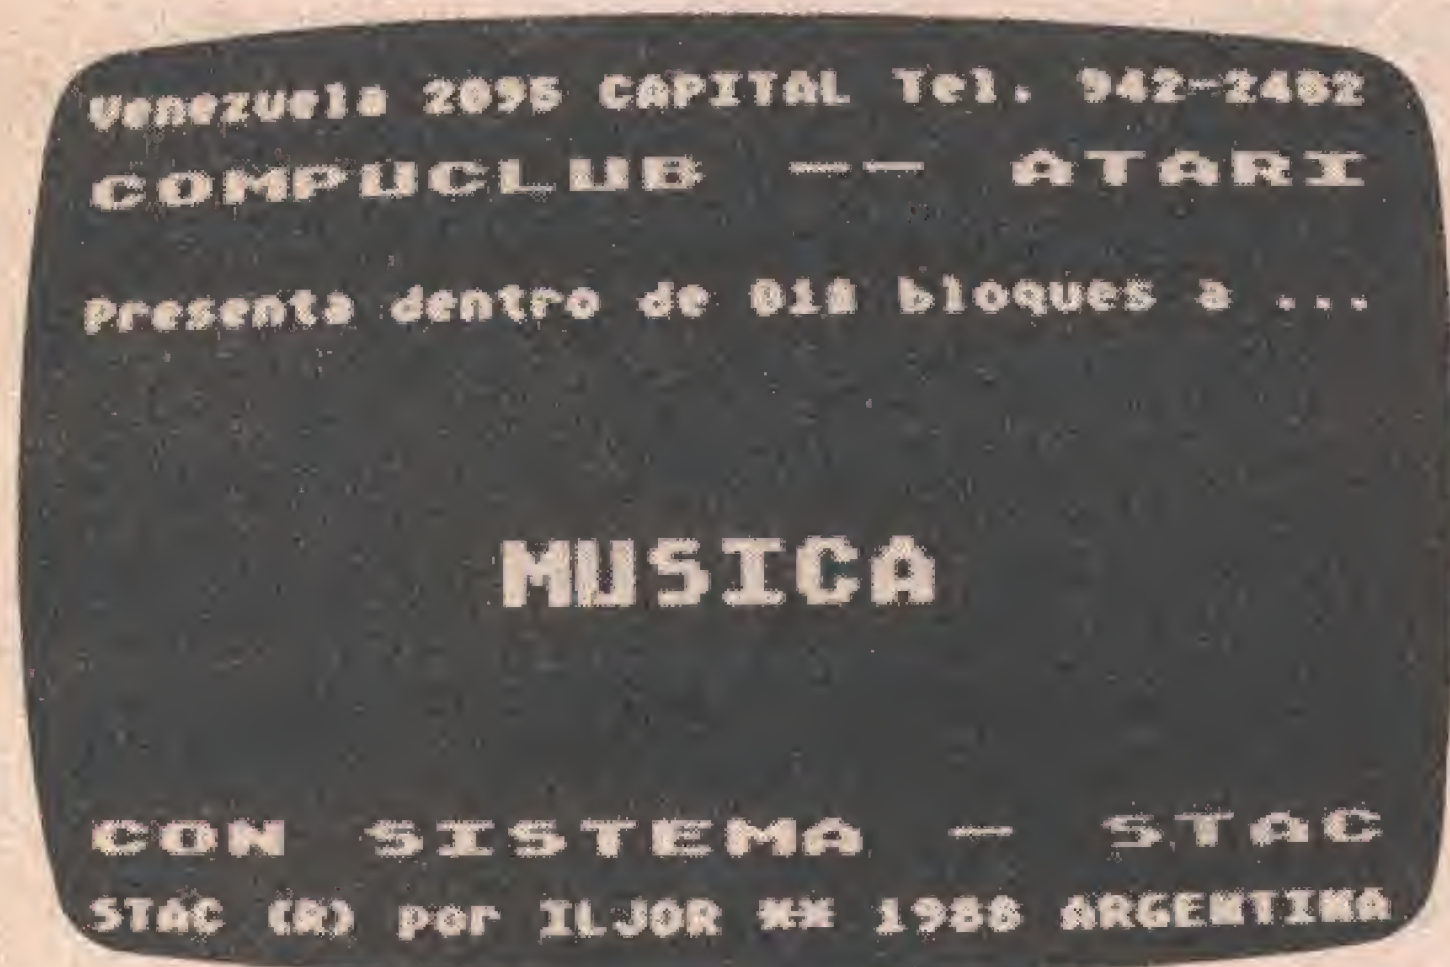 Venezuela 2095 CAPITAL Tel. 942-2482
COMPUCLUB -- ATARI
Presenta dentro de 018 bloques a ...
MUSICA
CON SISTEMA - STAC
STAC (R) por ILJOR ** 1988 ARGENTINA